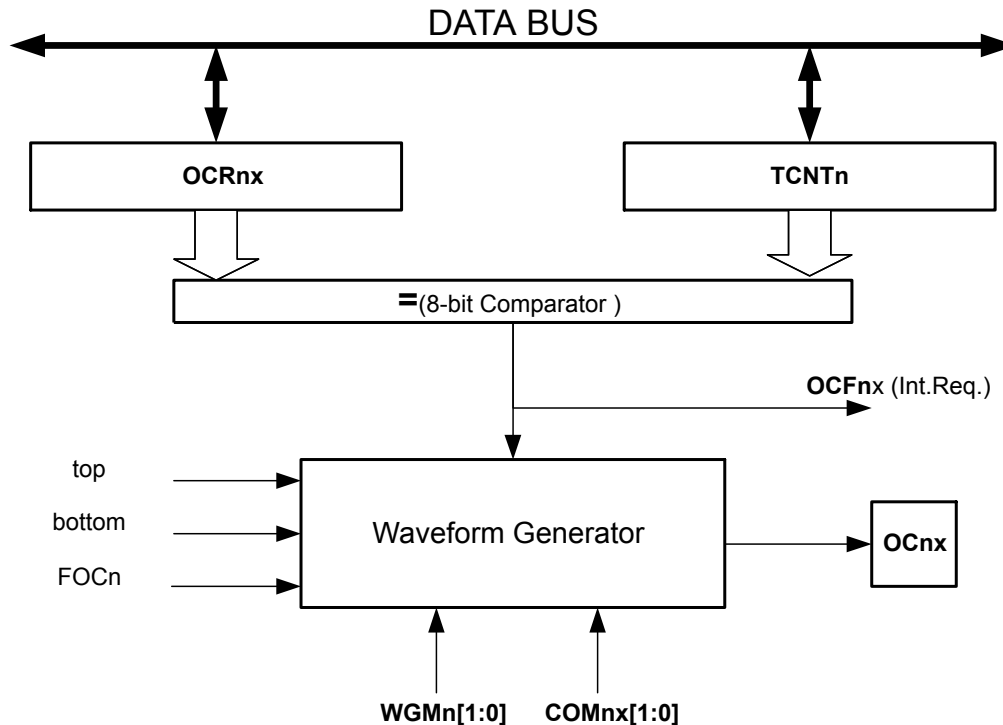 DATA BUS
OCRnx
TCNTn
=(8-bit Comparator )
OCFnx (Int.Req.)
top
bottom
FOCn
Waveform Generator
OCnx
WGMn[1:0]
COMnx[1:0]